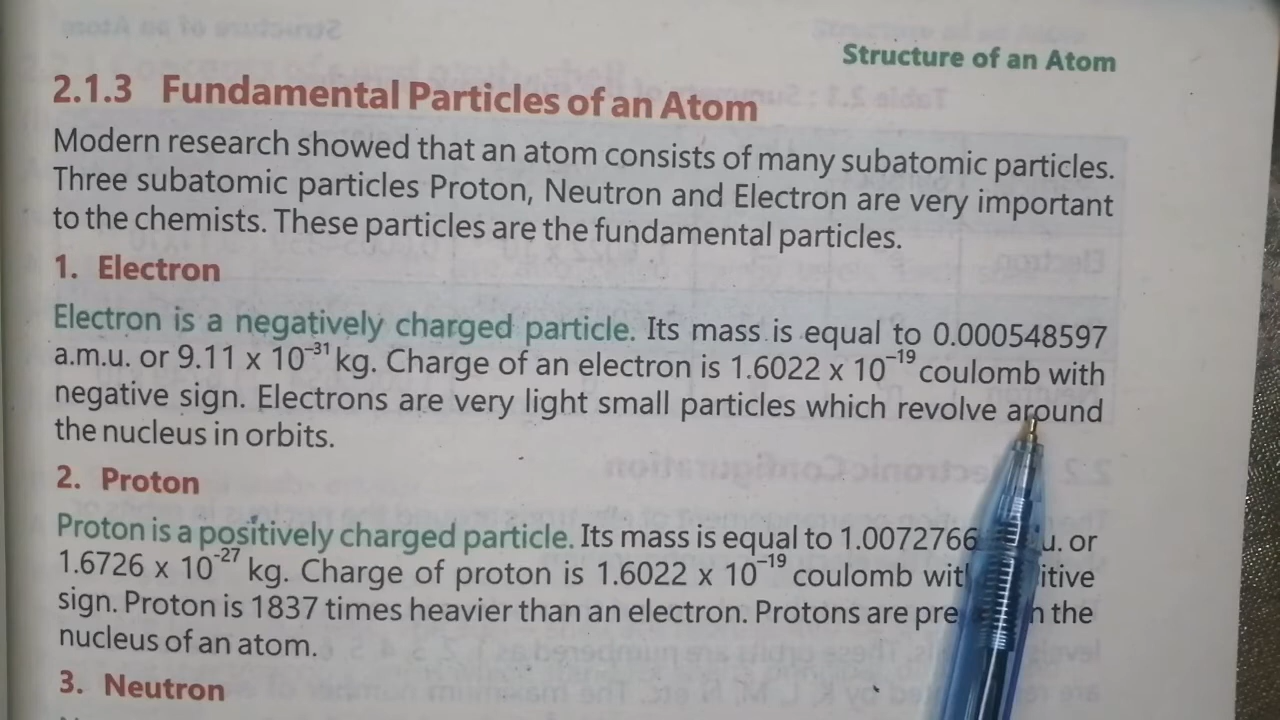 Structure of an Atom
2.1.3 Fundamental Particles of an Atom
Modern research showed that an atom consists of many subatomic particles.
Three subatomic particles Proton, Neutron and Electron are very important
to the chemists. These particles are the fundamental particles.
1. Electron
Electron is a negatively charged particle. Its mass is equal to 0.000548597
a.m.u. or 9.11 x 10⁻³¹ kg. Charge of an electron is 1.6022 x 10⁻¹⁹ coulomb with
negative sign. Electrons are very light small particles which revolve around
the nucleus in orbits.
2. Proton
Proton is a positively charged particle. Its mass is equal to 1.0072766 or
1.6726 x 10⁻²⁷ kg. Charge of proton is 1.6022 x 10⁻¹⁹ coulomb
sign. Proton is 1837 times heavier than an electron. Protons are the
nucleus of an atom.
3. Neutron